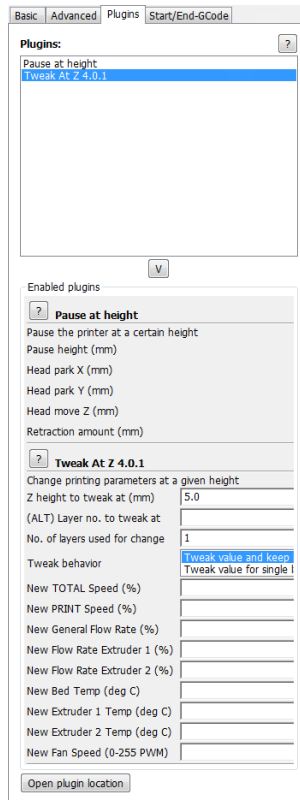 Basic Advanced Plugins Start/End-GCode
Plugins:
?
Pause at height
Tweak At Z 4.0.1
V
Enabled plugins
? Pause at height
Pause the printer at a certain height
Pause height (mm)
Head park X (mm)
Head park Y (mm)
Head move Z (mm)
Retraction amount (mm)
? Tweak At Z 4.0.1
Change printing parameters at a given height
Z height to tweak at (mm) 5.0
(ALT) Layer no. to tweak at
No. of layers used for change 1
Tweak behavior
Tweak value and keep
Tweak value for single
New TOTAL Speed (%)
New PRINT Speed (%)
New General Flow Rate (%)
New Flow Rate Extruder 1 (%)
New Flow Rate Extruder 2 (%)
New Bed Temp (deg C)
New Extruder 1 Temp (deg C)
New Extruder 2 Temp (deg C)
New Fan Speed (0-255 PWM)
Open plugin location